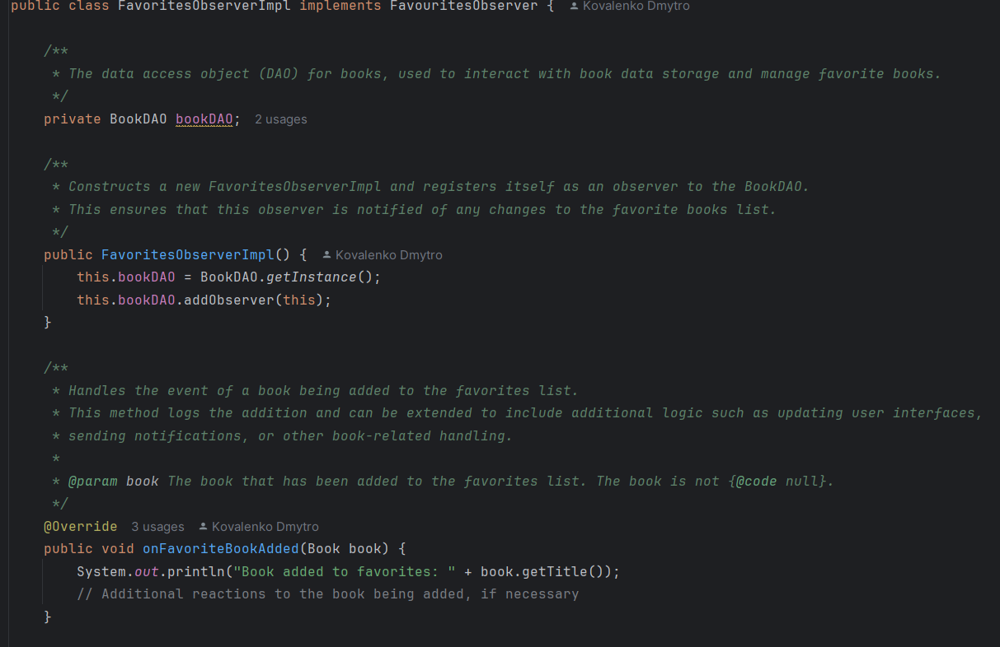 public class FavoritesObserverImpl implements FavouritesObserver { Kovalenko Dmytro
/**
* The data access object (DAO) for books, used to interact with book data storage and manage favorite books.
*/
private BookDAO bookDAO; 2 usages
/**
* Constructs a new FavoritesObserverImpl and registers itself as an observer to the BookDAO.
* This ensures that this observer is notified of any changes to the favorite books list.
*/
public FavoritesObserverImpl() { Kovalenko Dmytro
this.bookDAO = BookDAO.getInstance();
this.bookDAO.addObserver(this);
}
/**
* Handles the event of a book being added to the favorites list.
* This method logs the addition and can be extended to include additional logic such as updating user interfaces,
* sending notifications, or other book-related handling.
*
* @param book The book that has been added to the favorites list. The book is not {@code null}.
*/
@Override 3 usages Kovalenko Dmytro
public void onFavoriteBookAdded(Book book) {
System.out.println("Book added to favorites: " + book.getTitle());
// Additional reactions to the book being added, if necessary
}